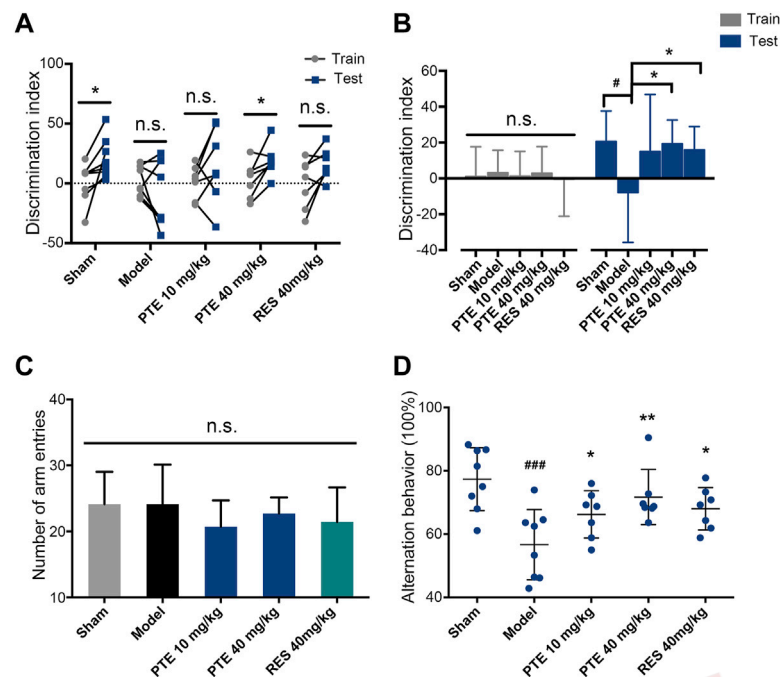 A
Train
Test
Discrimination index
100
50
0
-50
*
n.s.
n.s.
*
n.s.
Sham
Model
PTE 10 mg/kg
PTE 40 mg/kg
RES 40mg/kg
B
Train
Test
Discrimination index
60
40
20
0
-20
-40
n.s.
#
*
*
Sham
Model
PTE 10 mg/kg
PTE 40 mg/kg
RES 40 mg/kg
Sham
Model
PTE 10 mg/kg
PTE 40 mg/kg
RES 40 mg/kg
C
Number of arm entries
40
30
20
10
n.s.
Sham
Model
PTE 10 mg/kg
PTE 40 mg/kg
RES 40mg/kg
D
Alternation behavior (100%)
100
80
60
40
###
*
**
*
Sham
Model
PTE 10 mg/kg
PTE 40 mg/kg
RES 40mg/kg